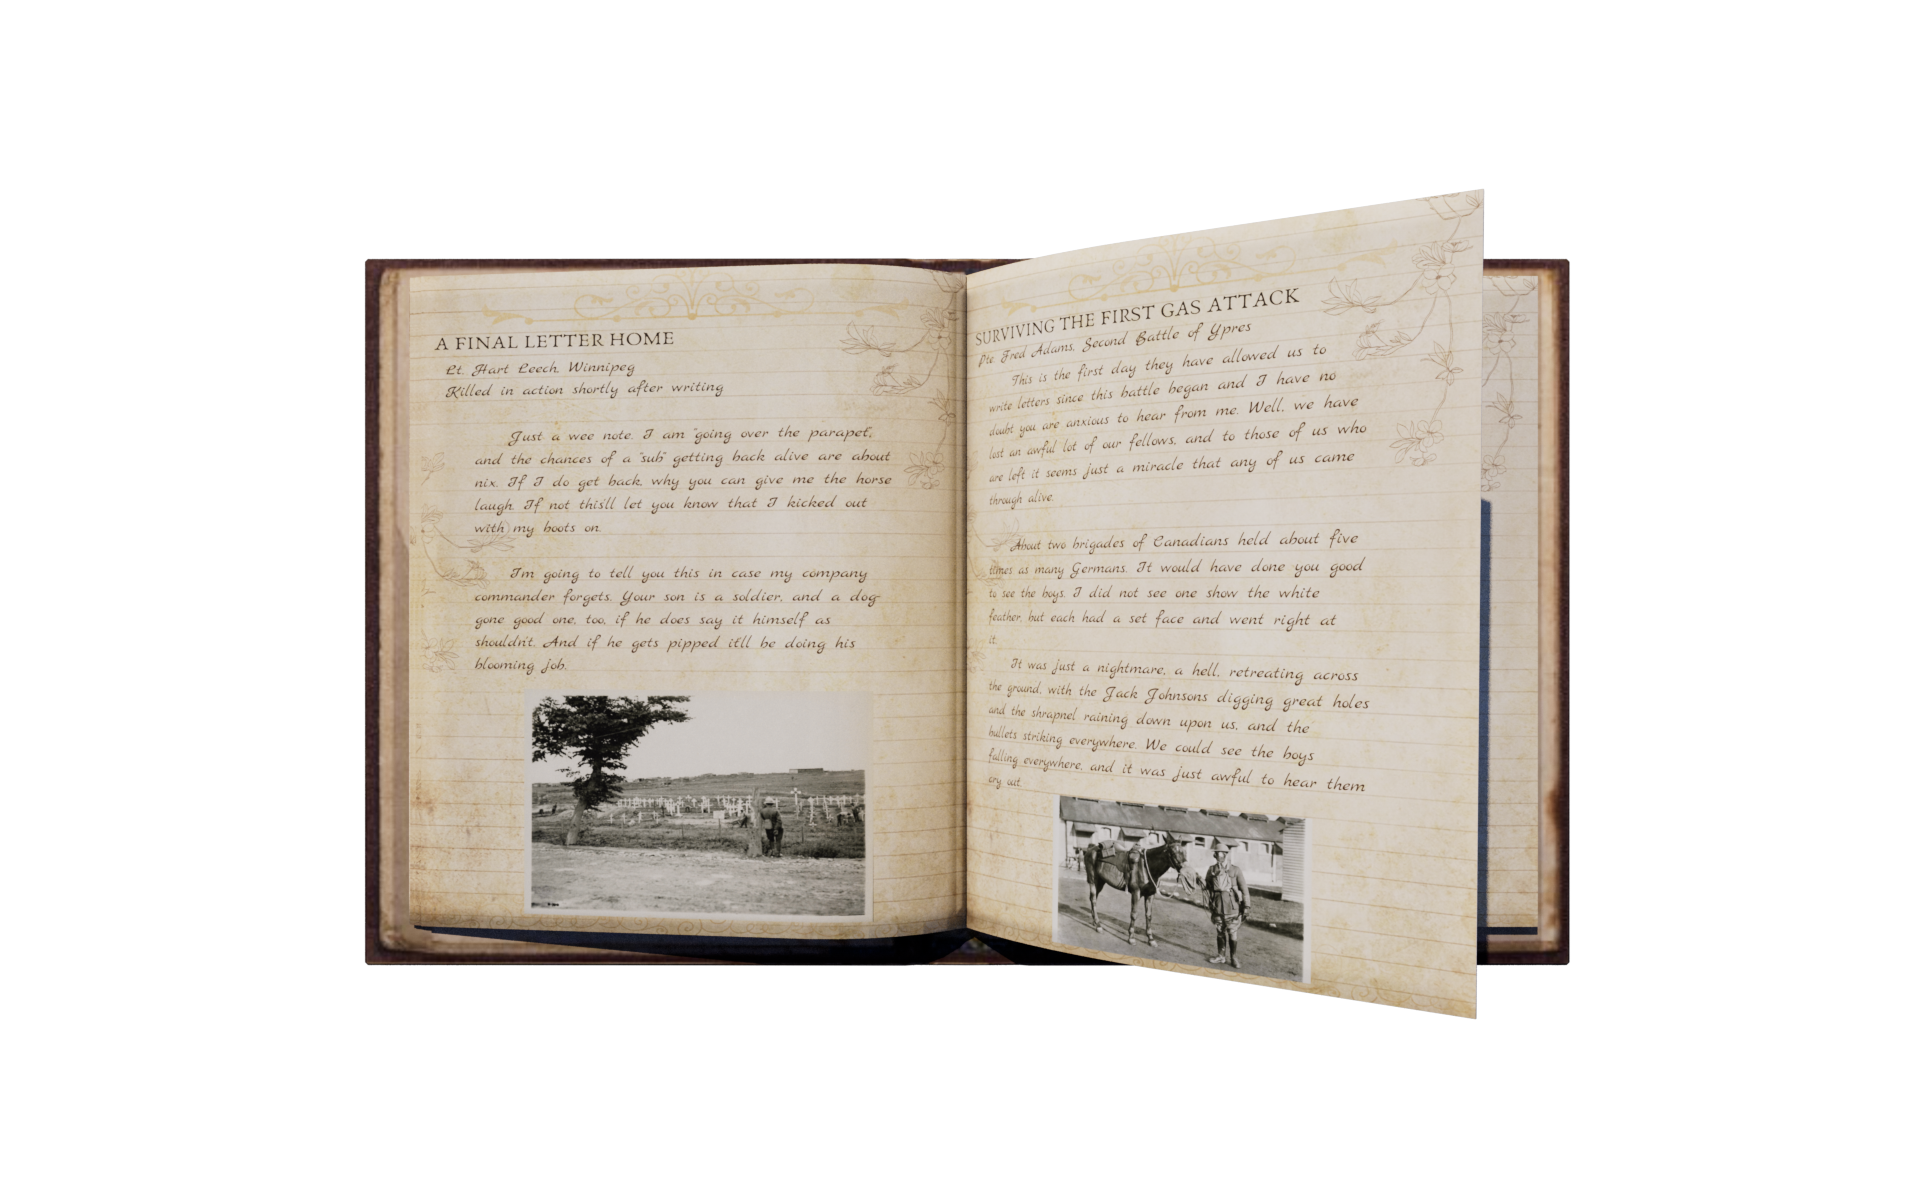 A FINAL LETTER HOME
Lt. Hart Leech, Winnipeg
Killed in action shortly after writing
Just a wee note. I am "going over the parapet",
and the chances of a "sub" getting back alive are about
nix. If I do get back, why you can give me the horse
laugh. If not this'll let you know that I kicked out
with my boots on.
I'm going to tell you this in case my company
commander forgets. Your son is a soldier, and a dog-
gone good one, too, if he does say it himself as
shouldn't. And if he gets pipped it'll be doing his
blooming job.
SURVIVING THE FIRST GAS ATTACK
Pte. Fred Adams, Second Battle of Ypres
This is the first day they have allowed us to
write letters since this battle began and I have no
doubt you are anxious to hear from me. Well, we have
lost an awful lot of our fellows, and to those of us who
are left it seems just a miracle that any of us came
through alive.
About two brigades of Canadians held about five
times as many Germans. It would have done you good
to see the boys. I did not see one show the white
feather, but each had a set face and went right at
it.
It was just a nightmare, a hell, retreating across
the ground, with the Jack Johnsons digging great holes
and the shrapnel raining down upon us, and the
bullets striking everywhere. We could see the boys
falling everywhere, and it was just awful to hear them
cry out.